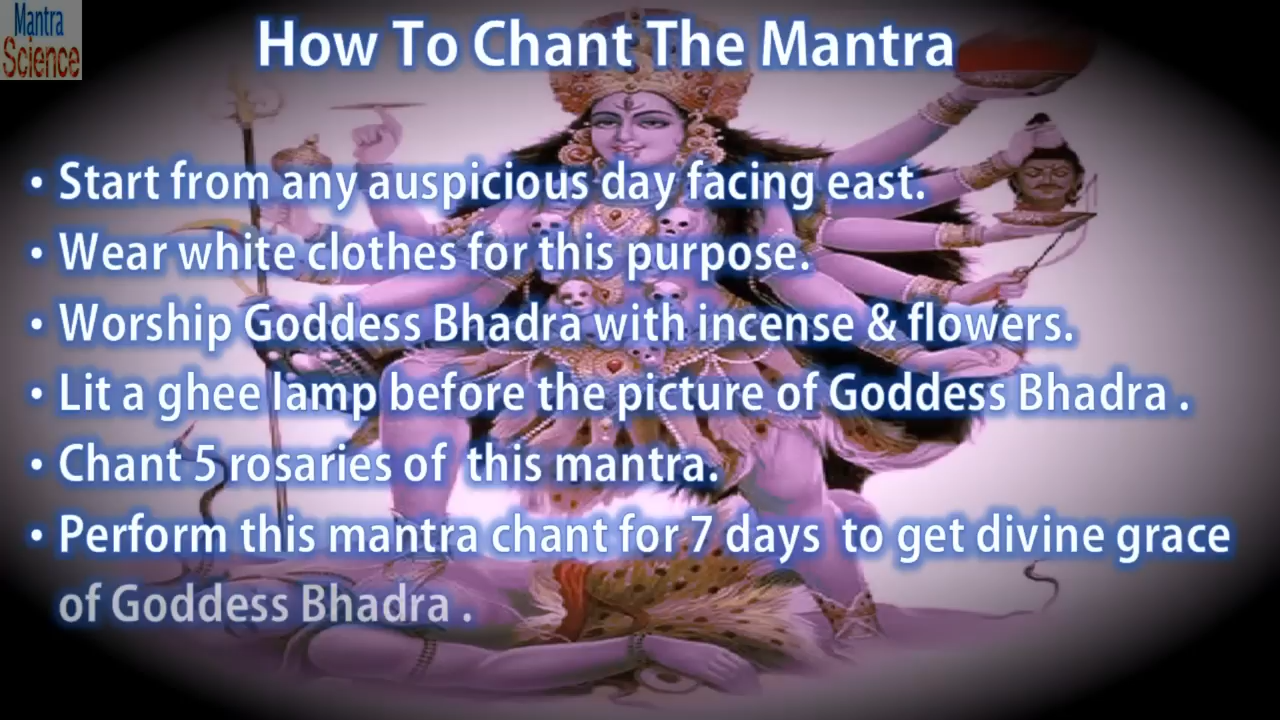 Mantra
Science
How To Chant The Mantra
• Start from any auspicious day facing east.
• Wear white clothes for this purpose.
• Worship Goddess Bhadra with incense & flowers.
• Lit a ghee lamp before the picture of Goddess Bhadra .
• Chant 5 rosaries of  this mantra.
• Perform this mantra chant for 7 days  to get divine grace
of Goddess Bhadra .